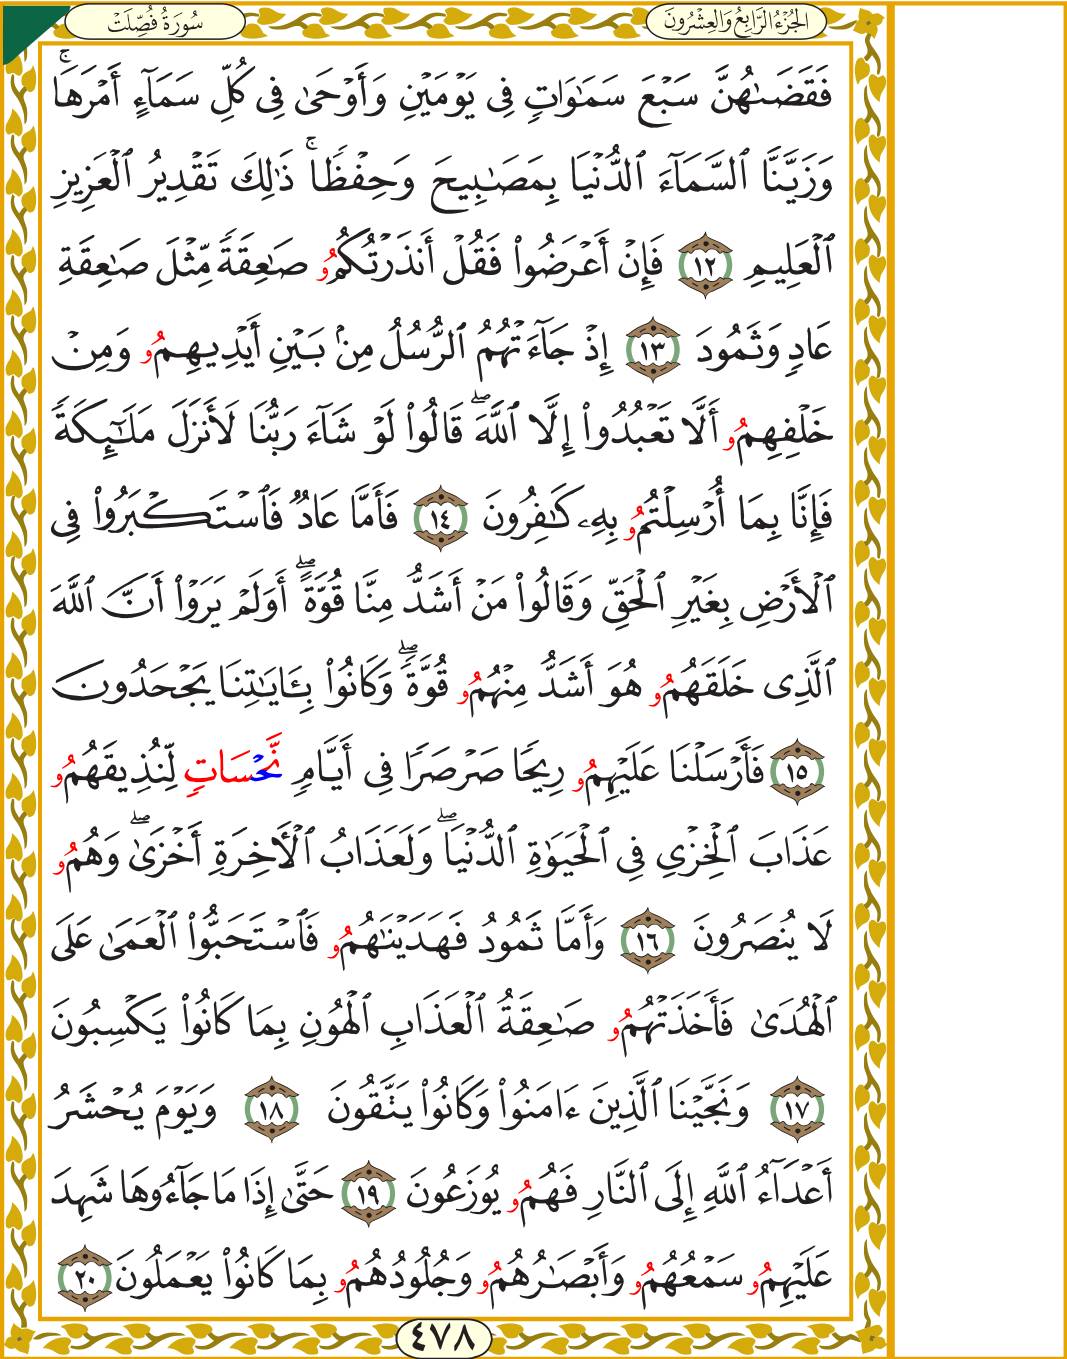 الجُزْءُ الرَّابِعُ وَالعِشْرُونَ
سُورَةُ فُصِّلَتْ
فَقَضَىٰهُنَّ سَبْعَ سَمَٰوَاتٖ فِي يَوْمَيْنِ وَأَوْحَىٰ فِي كُلِّ سَمَآءٍ أَمْرَهَاۚ
وَزَيَّنَّا ٱلسَّمَآءَ ٱلدُّنْيَا بِمَصَٰبِيحَ وَحِفْظٗاۚ ذَٰلِكَ تَقْدِيرُ ٱلْعَزِيزِ
ٱلْعَلِيمِ ١٢ فَإِنْ أَعْرَضُوا۟ فَقُلْ أَنذَرْتُكُمُۥ صَٰعِقَةٗ مِّثْلَ صَٰعِقَةِ
عَادٖ وَثَمُودَ ١٣ إِذْ جَآءَتْهُمُ ٱلرُّسُلُ مِنۢ بَيْنِ أَيْدِيهِمُۥ وَمِنْ
خَلْفِهِمُۥ أَلَّا تَعْبُدُوٓا۟ إِلَّا ٱللَّهَۖ قَالُوا۟ لَوْ شَآءَ رَبُّنَا لَأَنزَلَ مَلَٰٓئِكَةٗ
فَإِنَّا بِمَآ أُرْسِلْتُمُۥ بِهِۦ كَٰفِرُونَ ١٤ فَأَمَّا عَادٞ فَٱسْتَكْبَرُوا۟ فِي
ٱلْأَرْضِ بِغَيْرِ ٱلْحَقِّ وَقَالُوا۟ مَنْ أَشَدُّ مِنَّا قُوَّةًۖ أَوَلَمْ يَرَوْا۟ أَنَّ ٱللَّهَ
ٱلَّذِي خَلَقَهُمُۥ هُوَ أَشَدُّ مِنْهُمُۥ قُوَّةٗۖ وَكَانُوا۟ بِـَٔايَٰتِنَا يَجْحَدُونَ
١٥ فَأَرْسَلْنَا عَلَيْهِمُۥ رِيحٗا صَرْصَرٗا فِيٓ أَيَّامٖ نَّحْسَاتٖ لِّنُذِيقَهُمُۥ
عَذَابَ ٱلْخِزْيِ فِي ٱلْحَيَوٰةِ ٱلدُّنْيَاۖ وَلَعَذَابُ ٱلْأٓخِرَةِ أَخْزَىٰۖ وَهُمُۥ
لَا يُنصَرُونَ ١٦ وَأَمَّا ثَمُودُ فَهَدَيْنَٰهُمُۥ فَٱسْتَحَبُّوا۟ ٱلْعَمَىٰ عَلَى
ٱلْهُدَىٰ فَأَخَذَتْهُمُۥ صَٰعِقَةُ ٱلْعَذَابِ ٱلْهُونِ بِمَا كَانُوا۟ يَكْسِبُونَ
١٧ وَنَجَّيْنَا ٱلَّذِينَ ءَامَنُوا۟ وَكَانُوا۟ يَتَّقُونَ ١٨ وَيَوْمَ يُحْشَرُ
أَعْدَآءُ ٱللَّهِ إِلَى ٱلنَّارِ فَهُمُۥ يُوزَعُونَ ١٩ حَتَّىٰٓ إِذَا مَا جَآءُوهَا شَهِدَ
عَلَيْهِمُۥ سَمْعُهُمُۥ وَأَبْصَٰرُهُمُۥ وَجُلُودُهُمُۥ بِمَا كَانُوا۟ يَعْمَلُونَ ٢٠
٤٧٨